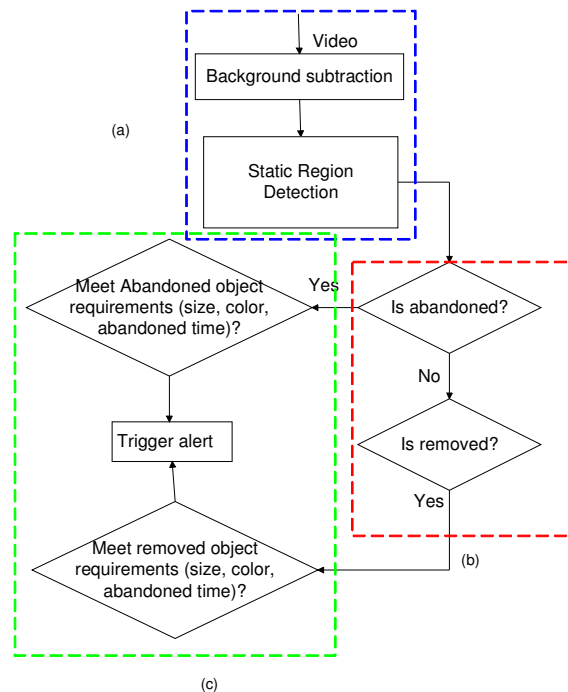 Video
Background subtraction
(a)
Static Region
Detection
Meet Abandoned object
requirements (size, color,
abandoned time)?
Yes
Is abandoned?
No
Trigger alert
Is removed?
Yes
Meet removed object
requirements (size, color,
abandoned time)?
(b)
(c)